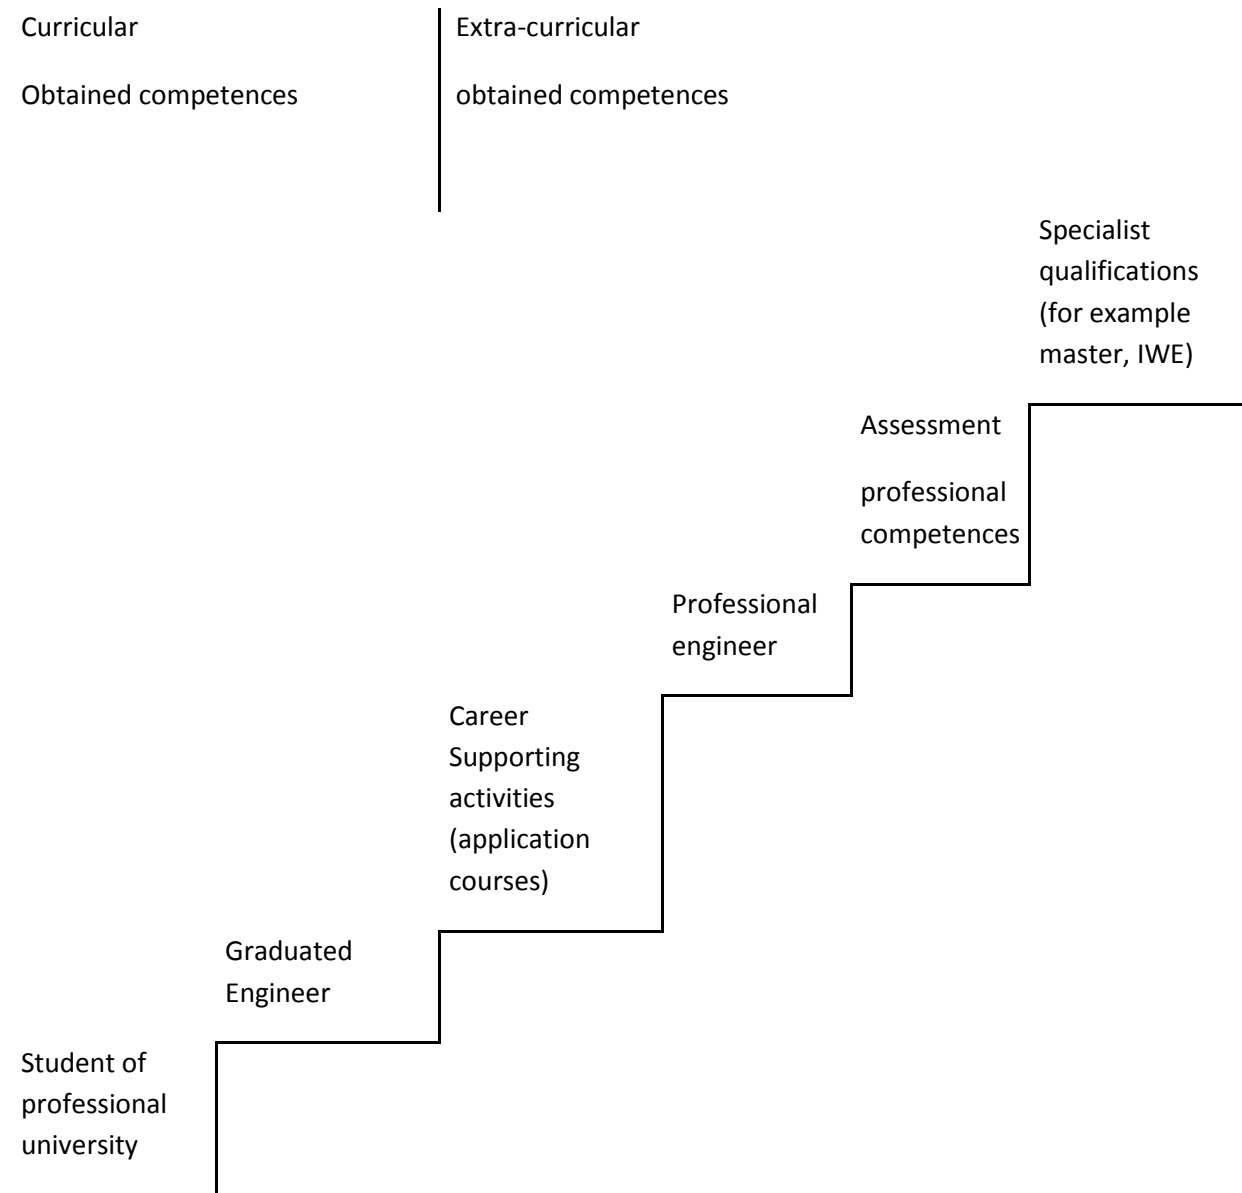 Curricular
Obtained competences
Extra-curricular
obtained competences
Specialist
qualifications
(for example
master, IWE)
Assessment
professional
competences
Professional
engineer
Career
Supporting
activities
(application
courses)
Graduated
Engineer
Student of
professional
university